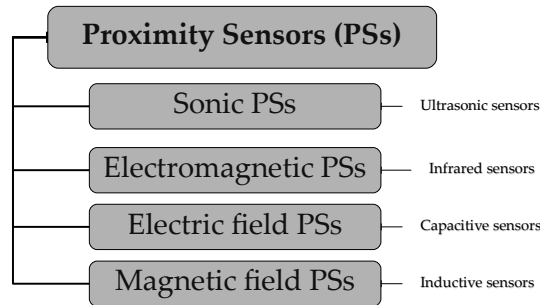 Proximity Sensors (PSs)
Sonic PSs
Ultrasonic sensors
Electromagnetic PSs
Infrared sensors
Electric field PSs
Capacitive sensors
Magnetic field PSs
Inductive sensors